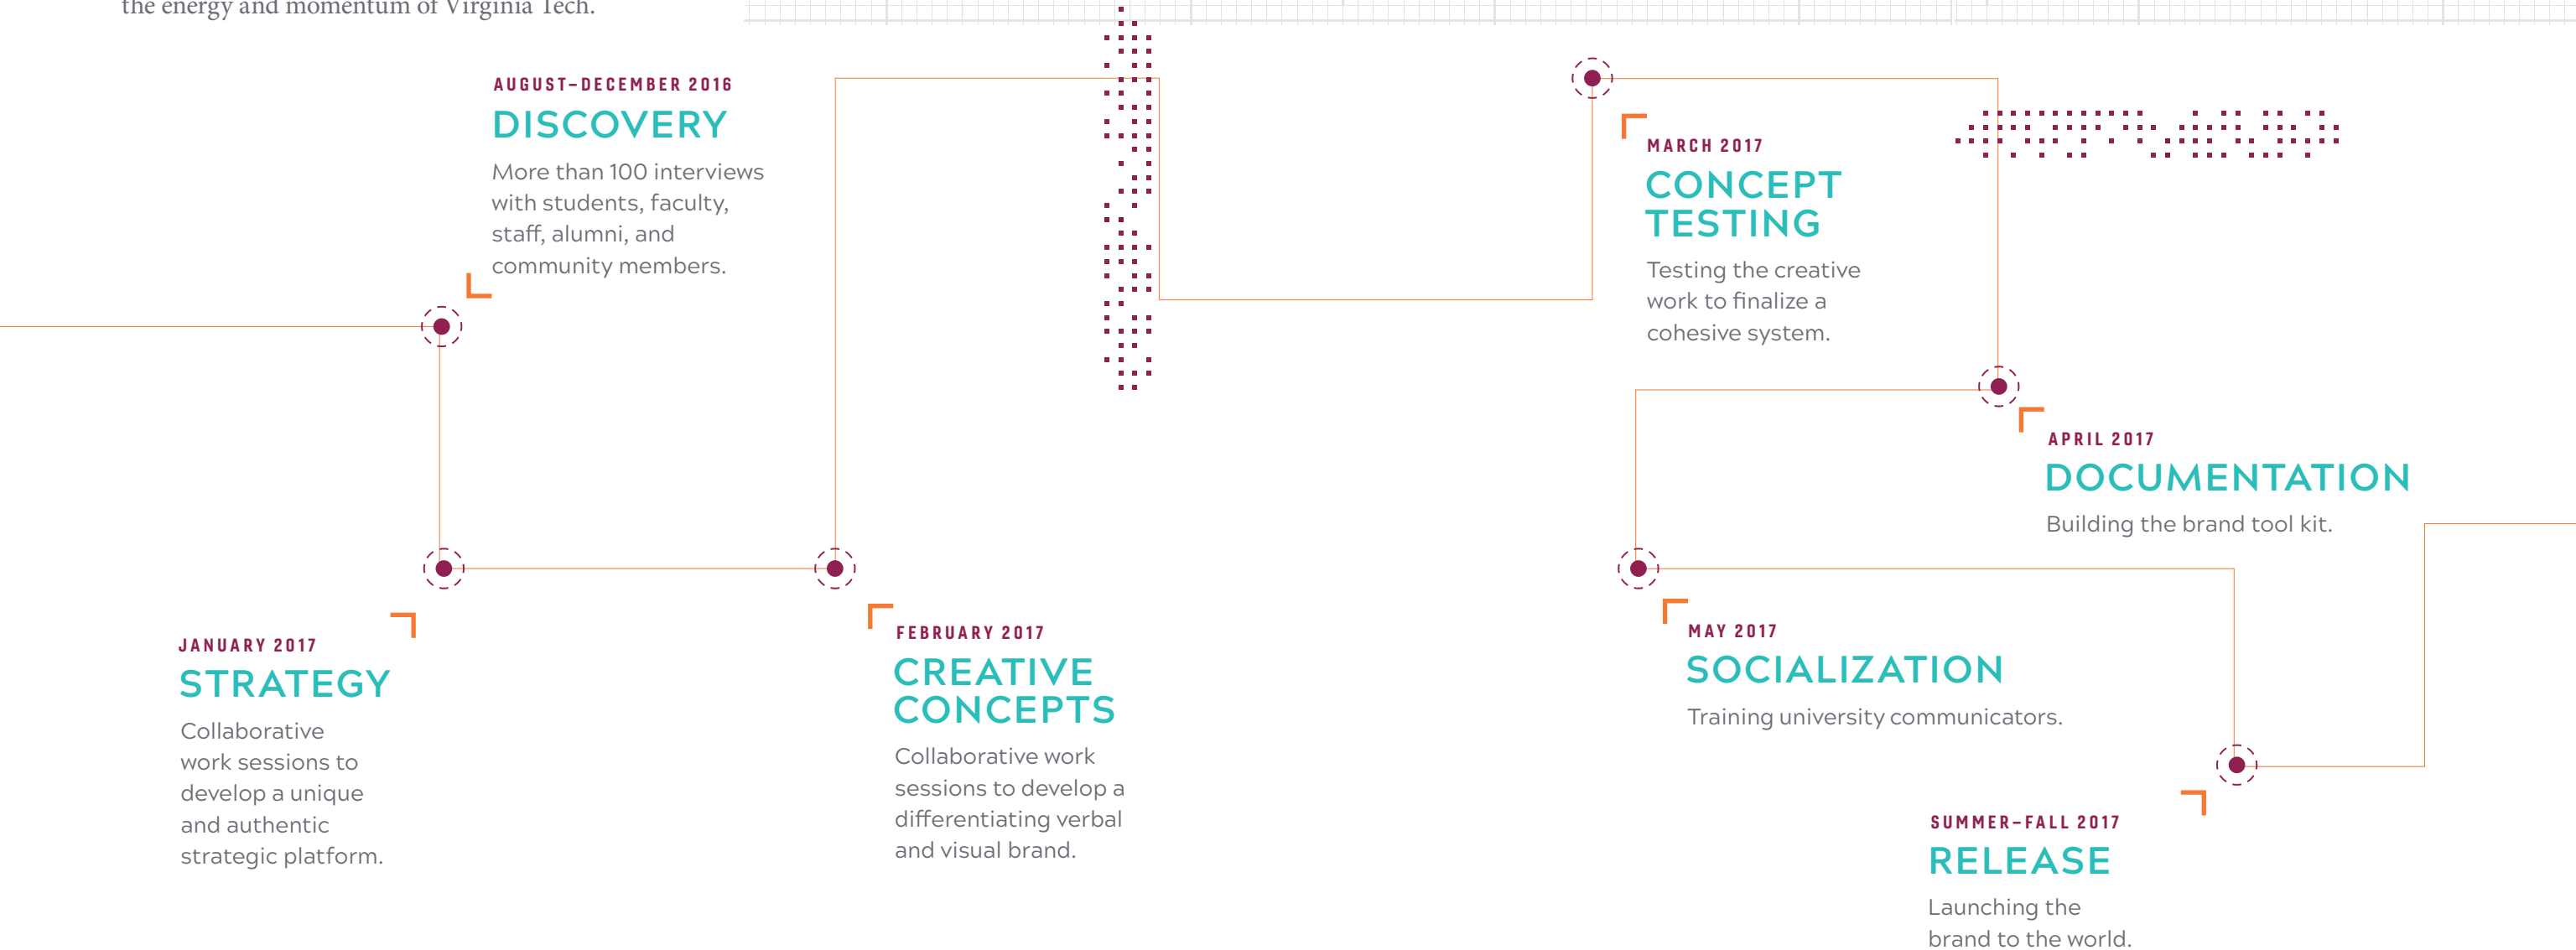 the energy and momentum of Virginia Tech.
AUGUST–DECEMBER 2016
DISCOVERY
More than 100 interviews
with students, faculty,
staff, alumni, and
community members.
JANUARY 2017
STRATEGY
Collaborative
work sessions to
develop a unique
and authentic
strategic platform.
FEBRUARY 2017
CREATIVE
CONCEPTS
Collaborative work
sessions to develop a
differentiating verbal
and visual brand.
MARCH 2017
CONCEPT
TESTING
Testing the creative
work to finalize a
cohesive system.
APRIL 2017
DOCUMENTATION
Building the brand tool kit.
MAY 2017
SOCIALIZATION
Training university communicators.
SUMMER–FALL 2017
RELEASE
Launching the
brand to the world.